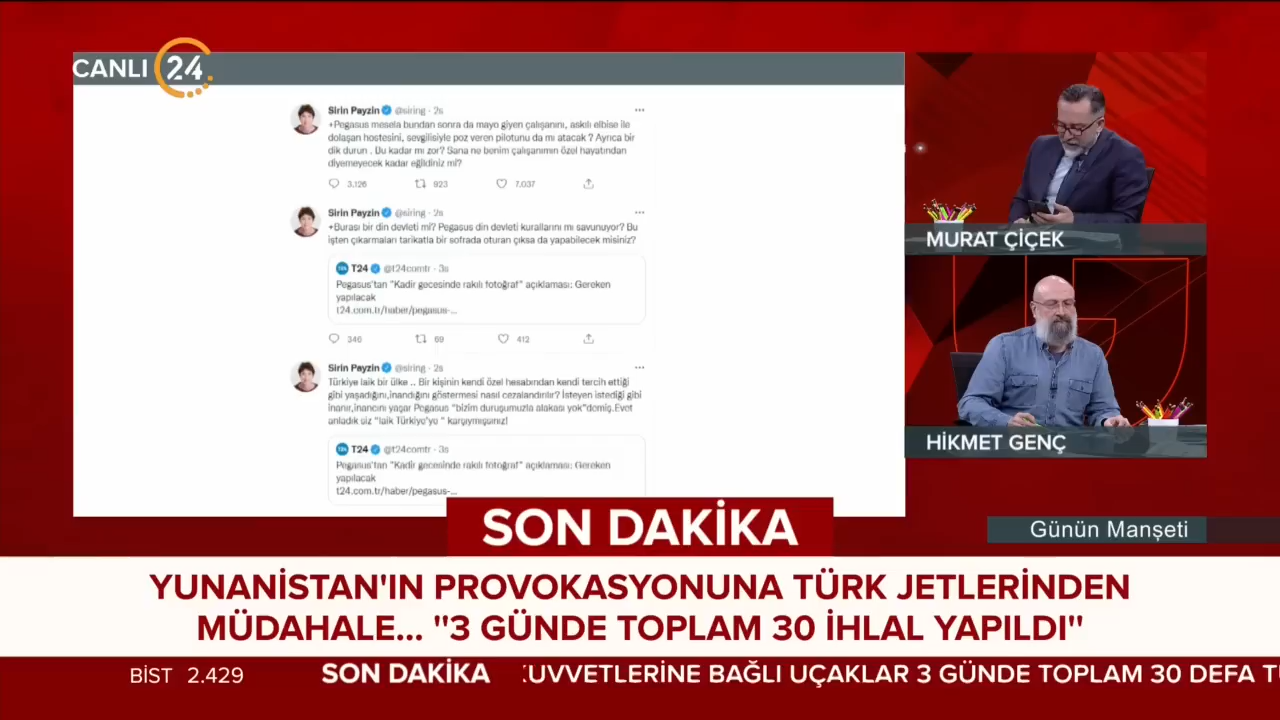 CANLI 24
Sirin Payzin @siring · 2s
+Pegasus mesela bundan sonra da mayo giyen çalışanını, askılı elbise ile
dolaşan hostesini, sevgilisiyle poz veren pilotunu da mı atacak ? Ayrıca bir
dik durun . Bu kadar mı zor? Sana ne benim çalışanımın özel hayatından
diyemeyecek kadar eğildiniz mi?
3,126 923 7,037
Sirin Payzin @siring · 2s
+Burası bir din devleti mi? Pegasus din devleti kurallarını mı savunuyor? Bu
işten çıkarmaları tarikatla bir sofrada oturan çıksa da yapabilecek misiniz?
T24 @t24comtr · 3s
Pegasus'tan "Kadir gecesinde rakılı fotoğraf" açıklaması: Gereken
yapılacak
t24.com.tr/haber/pegasus-...
346 69 412
Sirin Payzin @siring · 2s
Türkiye laik bir ülke .. Bir kişinin kendi özel hesabından kendi tercih ettiği
gibi yaşadığını,inandığını göstermesi nasıl cezalandırılır? İsteyen istediği gibi
inanır,inancını yaşar Pegasus "bizim duruşumuzla alakası yok"demiş.Evet
anladık siz "laik Türkiye'ye " karşıymışsınız!
T24 @t24comtr · 3s
Pegasus'tan "Kadir gecesinde rakılı fotoğraf" açıklaması: Gereken
yapılacak
t24.com.tr/haber/pegasus-...
MURAT ÇİÇEK
HİKMET GENÇ
Günün Manşeti
SON DAKİKA
YUNANİSTAN'IN PROVOKASYONUNA TÜRK JETLERİNDEN
MÜDAHALE... "3 GÜNDE TOPLAM 30 İHLAL YAPILDI"
BIST 2.429 SON DAKİKA KUVVETLERİNE BAĞLI UÇAKLAR 3 GÜNDE TOPLAM 30 DEFA T